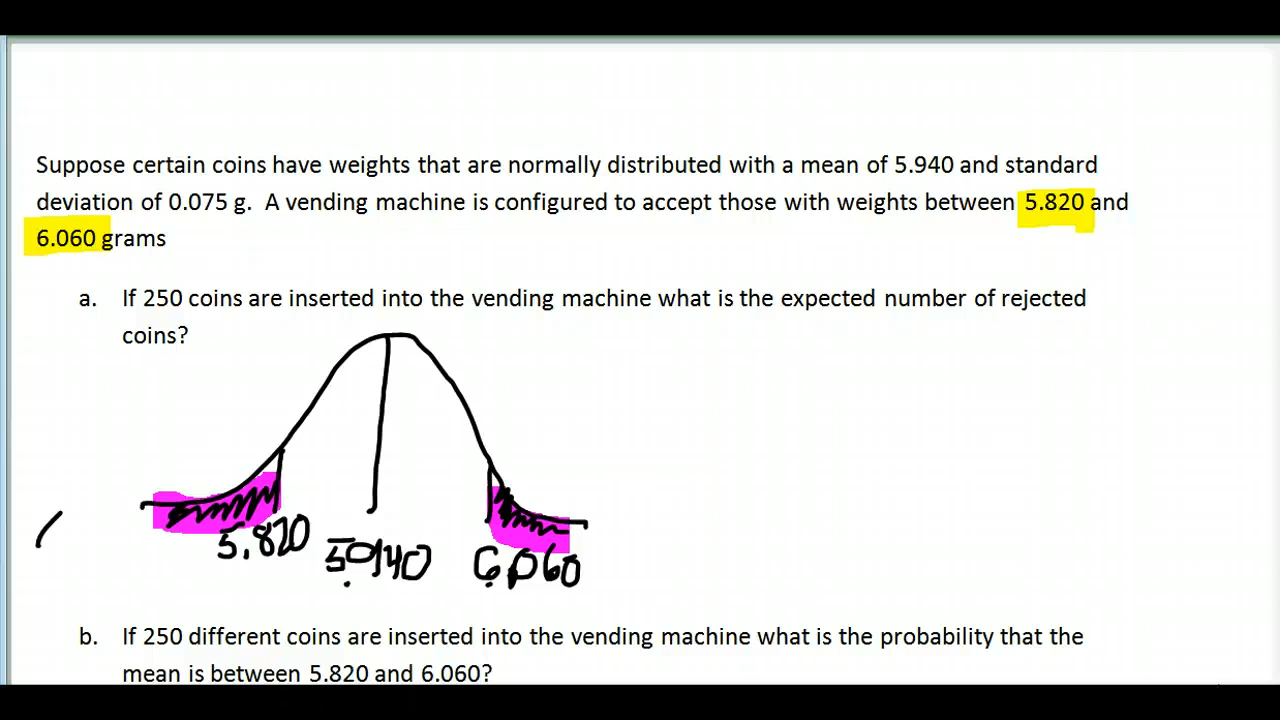 Suppose certain coins have weights that are normally distributed with a mean of 5.940 and standard
deviation of 0.075 g. A vending machine is configured to accept those with weights between 5.820 and
6.060 grams
a. If 250 coins are inserted into the vending machine what is the expected number of rejected
coins?
5.820 5.940 6.060
b. If 250 different coins are inserted into the vending machine what is the probability that the
mean is between 5.820 and 6.060?